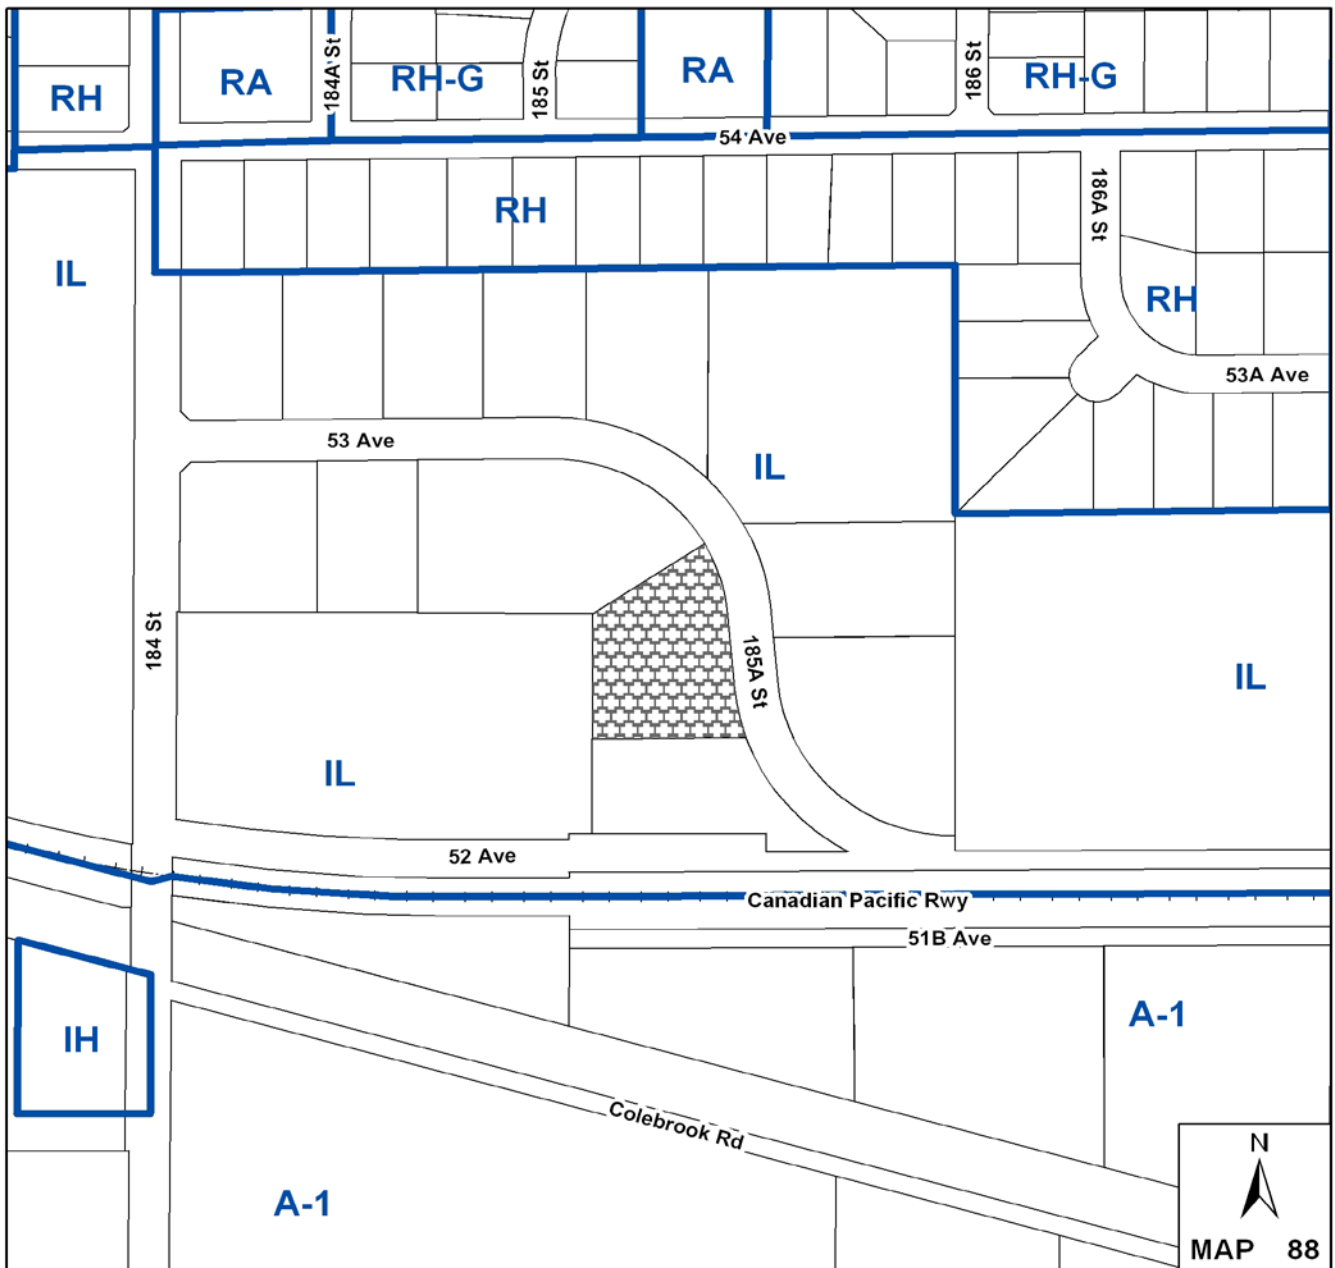 RH
RA
184A St
RH-G
185 St
RA
186 St
RH-G
54 Ave
RH
186A St
IL
RH
53A Ave
53 Ave
IL
184 St
185A St
IL
IL
52 Ave
Canadian Pacific Rwy
51B Ave
IH
A-1
Colebrook Rd
A-1
N
MAP 88